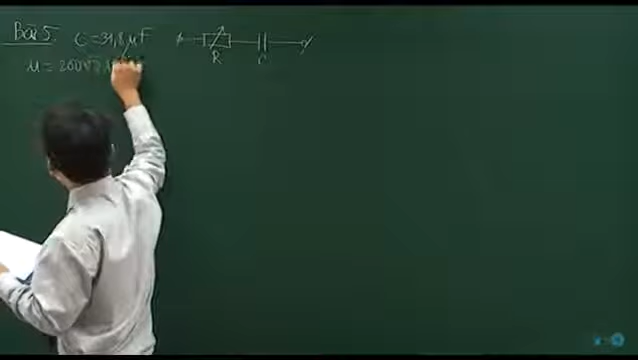 Bài 5. C = 31,8 μF
R C
u = 200√2